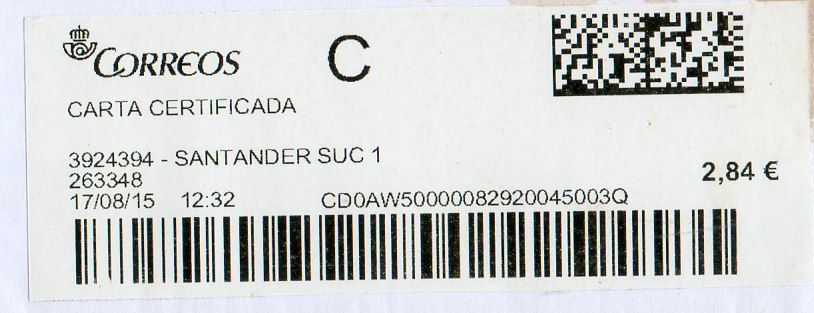 CORREOS
C
CARTA CERTIFICADA
3924394 - SANTANDER SUC 1
263348
2,84 €
17/08/15 12:32 CD0AW50000082920045003Q